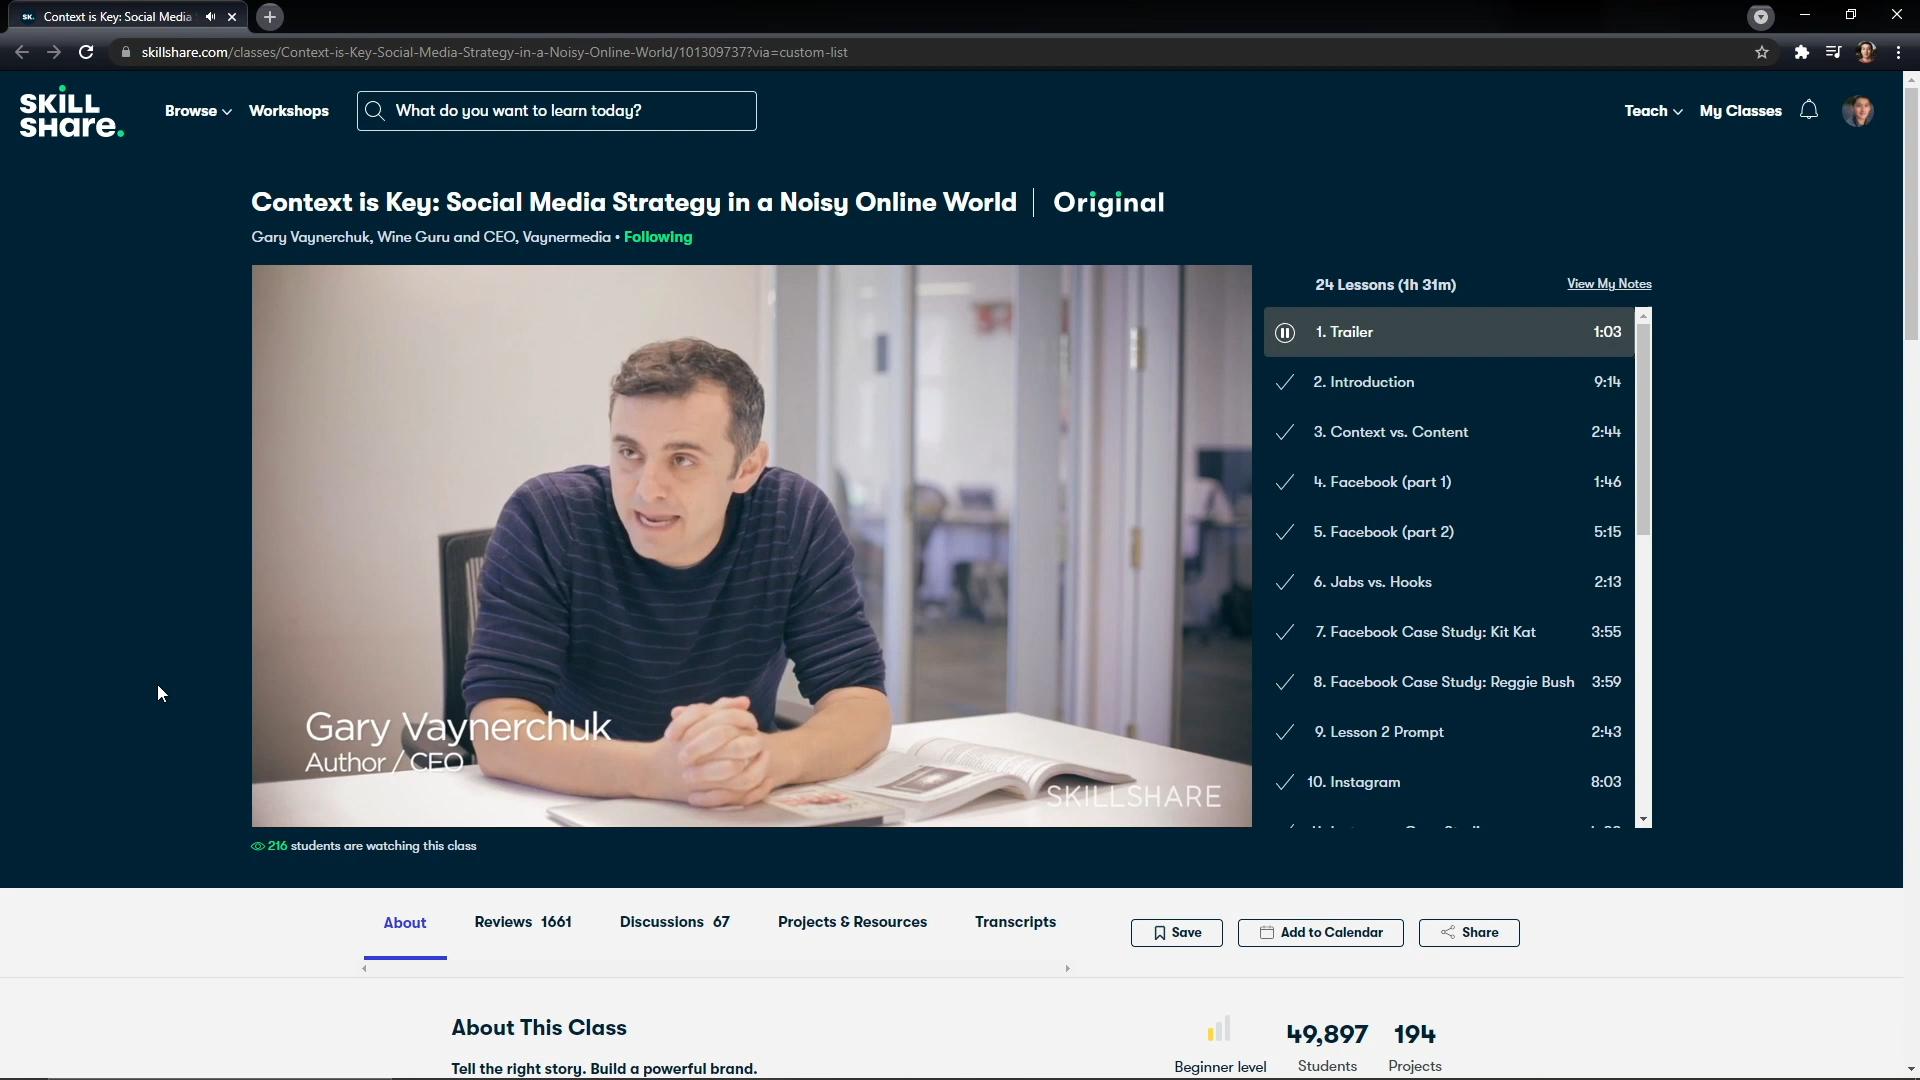 SK.
Context is Key: Social Media
skillshare.com/classes/Context-is-Key-Social-Media-Strategy-in-a-Noisy-Online-World/101309737?via=custom-list
SKILL
SHare.
Browse
Workshops
What do you want to learn today?
Teach
My Classes
Context is Key: Social Media Strategy in a Noisy Online World
Original
Gary Vaynerchuk, Wine Guru and CEO, Vaynermedia • Following
24 Lessons (1h 31m)
View My Notes
1. Trailer 1:03
2. Introduction 9:14
3. Context vs. Content 2:44
4. Facebook (part 1) 1:46
5. Facebook (part 2) 5:15
6. Jabs vs. Hooks 2:13
7. Facebook Case Study: Kit Kat 3:55
8. Facebook Case Study: Reggie Bush 3:59
9. Lesson 2 Prompt 2:43
10. Instagram 8:03
Gary Vaynerchuk
Author / CEO
SKILLSHARE
216 students are watching this class
About
Reviews 1661
Discussions 67
Projects & Resources
Transcripts
Save
Add to Calendar
Share
About This Class
Tell the right story. Build a powerful brand.
Beginner level
49,897
Students
194
Projects